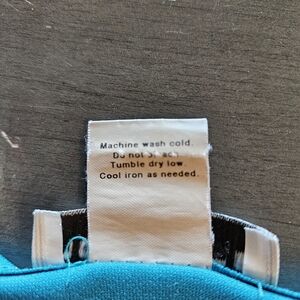 Machine wash cold.
Do not
Tumble dry low.
Cool iron as needed.